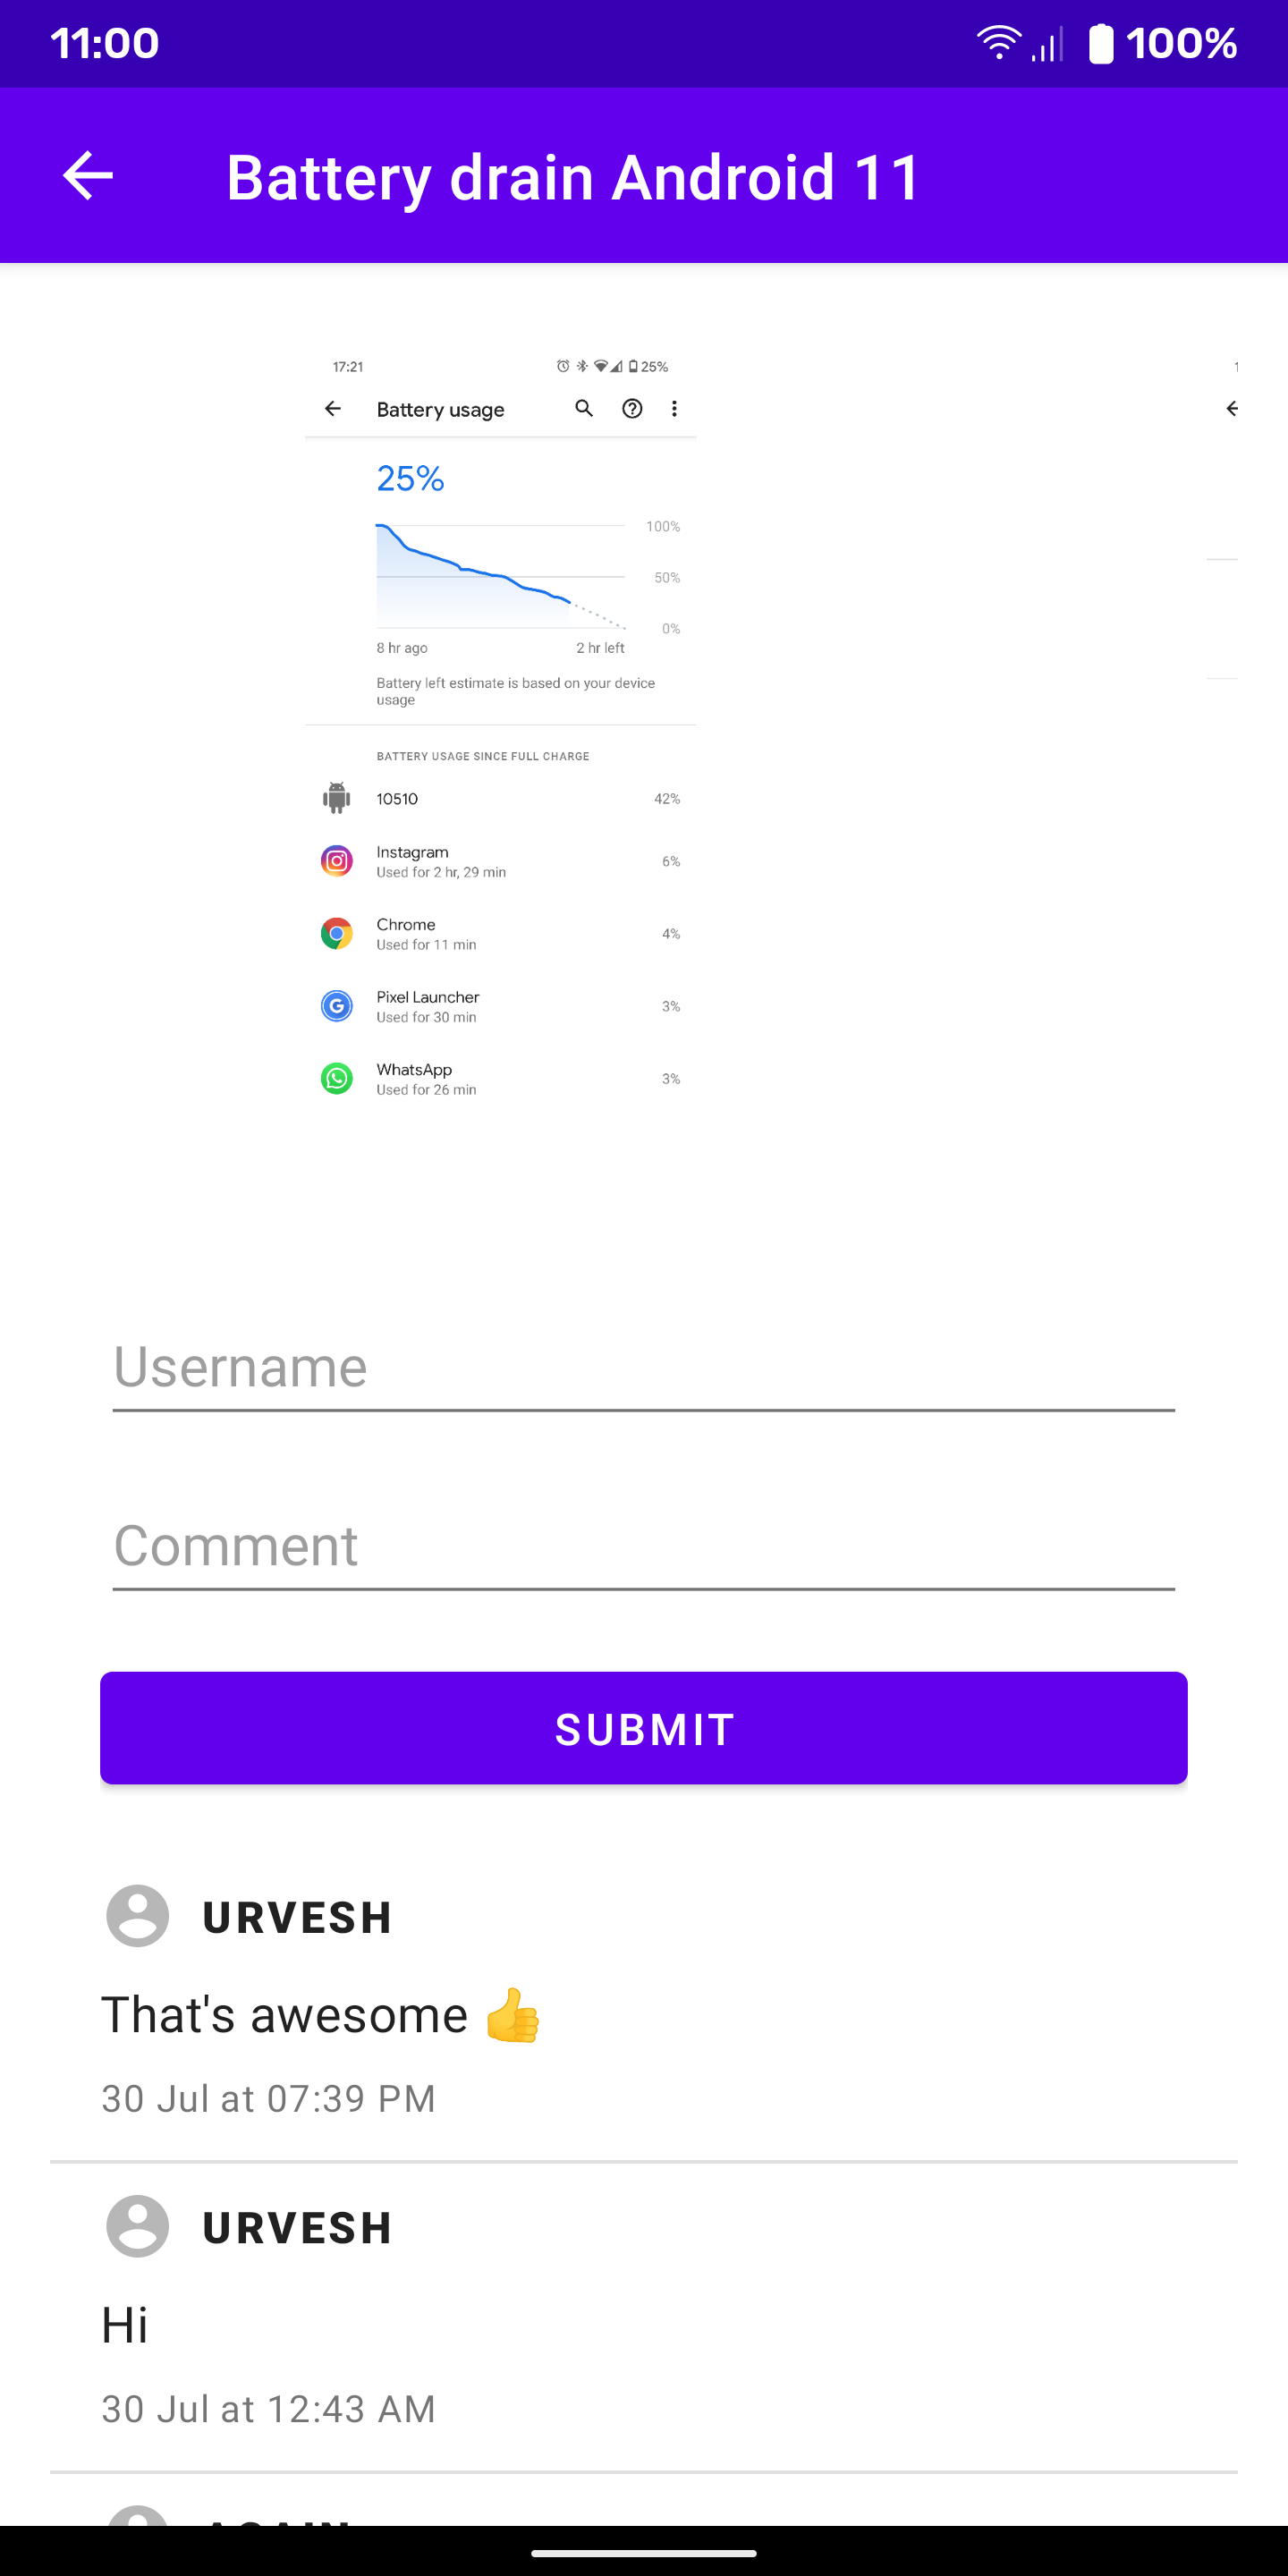 11:00 100%
Battery drain Android 11
17:21 25%
Battery usage
25%
100%
50%
0%
8 hr ago 2 hr left
Battery left estimate is based on your device
usage
BATTERY USAGE SINCE FULL CHARGE
10510 42%
Instagram
Used for 2 hr, 29 min 6%
Chrome
Used for 11 min 4%
Pixel Launcher
Used for 30 min 3%
WhatsApp
Used for 26 min 3%
Username
Comment
SUBMIT
URVESH
That's awesome 👍
30 Jul at 07:39 PM
URVESH
Hi
30 Jul at 12:43 AM